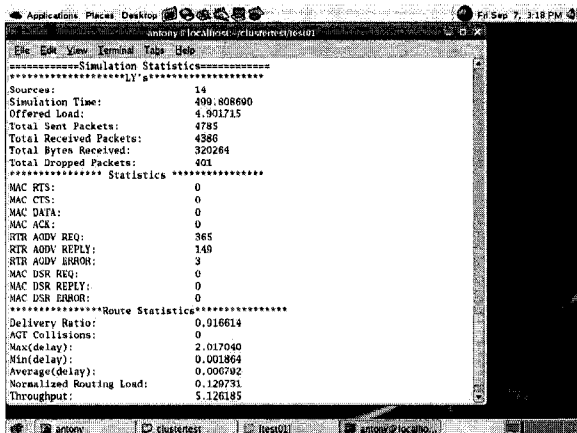 Applications Places Desktop Fri Sep 7, 3:18 PM
antony@localhost:~/clustertest/test01
File Edit View Terminal Tabs Help
============Simulation Statistics============
********************LY's********************
Sources: 14
Simulation Time: 499.808690
Offered Load: 4.901715
Total Sent Packets: 4785
Total Received Packets: 4386
Total Bytes Received: 320264
Total Dropped Packets: 401
**************** Statistics ****************
MAC RTS: 0
MAC CTS: 0
MAC DATA: 0
MAC ACK: 0
RTR AODV REQ: 365
RTR AODV REPLY: 149
RTR AODV ERROR: 3
MAC DSR REQ: 0
MAC DSR REPLY: 0
MAC DSR ERROR: 0
****************Route Statistics****************
Delivery Ratio: 0.916614
AGT Collisions: 0
Max(delay): 2.017040
Min(delay): 0.001864
Average(delay): 0.006792
Normalized Routing Load: 0.129731
Throughput: 5.126185
antony clustertest [test01] antony@localho...